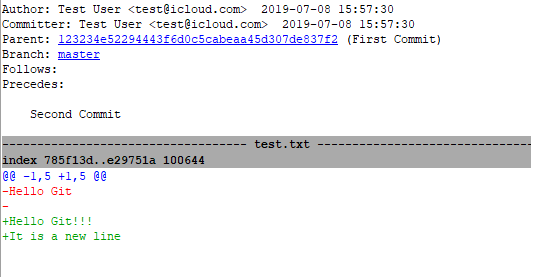 Author: Test User <test@icloud.com>  2019-07-08 15:57:30
Committer: Test User <test@icloud.com>  2019-07-08 15:57:30
Parent: 123234e52294443f6d0c5cabeaa45d307de837f2 (First Commit)
Branch: master
Follows:
Precedes:
Second Commit
---------------------------------- test.txt ------------------------------
index 785f13d..e29751a 100644
@@ -1,5 +1,5 @@
-Hello Git
-
+Hello Git!!!
+It is a new line